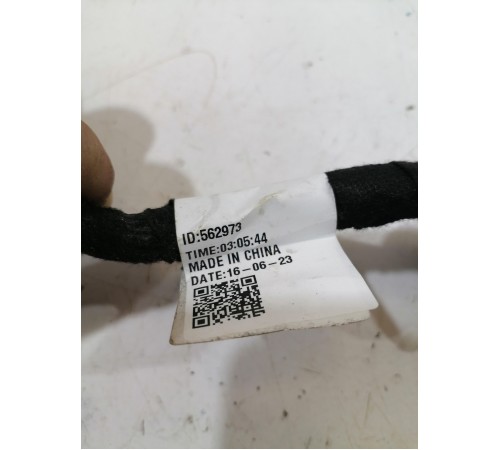 ID:562973
TIME:03:05:44
MADE IN CHINA
DATE:16-06-23